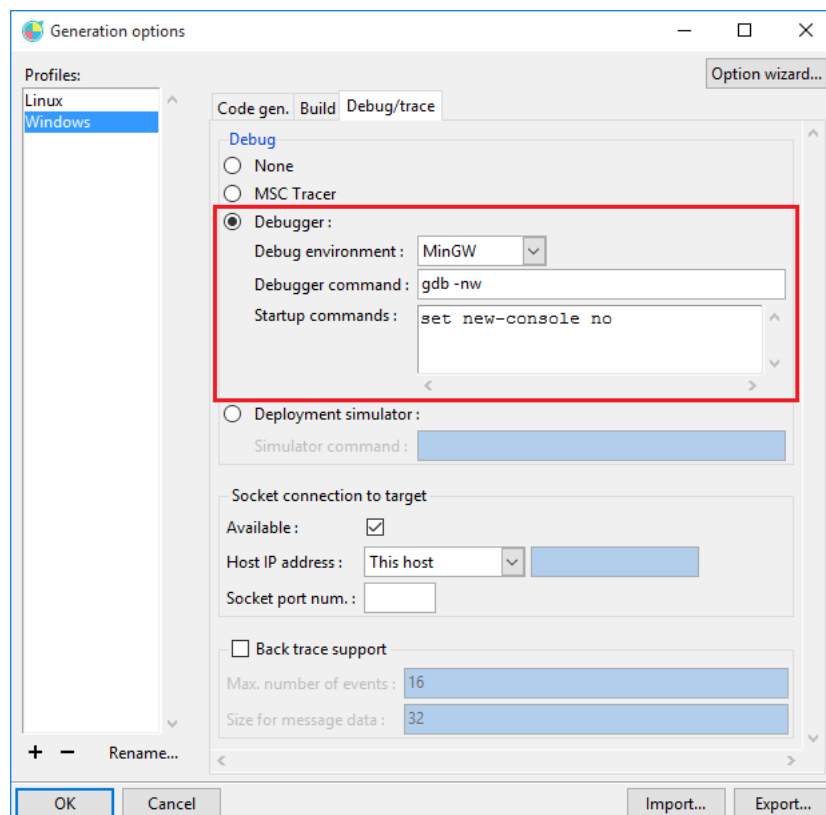 Generation options
Profiles:
Option wizard...
Linux
Windows
Code gen. Build Debug/trace
Debug
None
MSC Tracer
Debugger :
Debug environment : MinGW
Debugger command : gdb -nw
Startup commands : set new-console no
Deployment simulator :
Simulator command :
Socket connection to target
Available :
Host IP address : This host
Socket port num. :
Back trace support
Max. number of events : 16
Size for message data : 32
+ − Rename...
OK Cancel Import... Export...